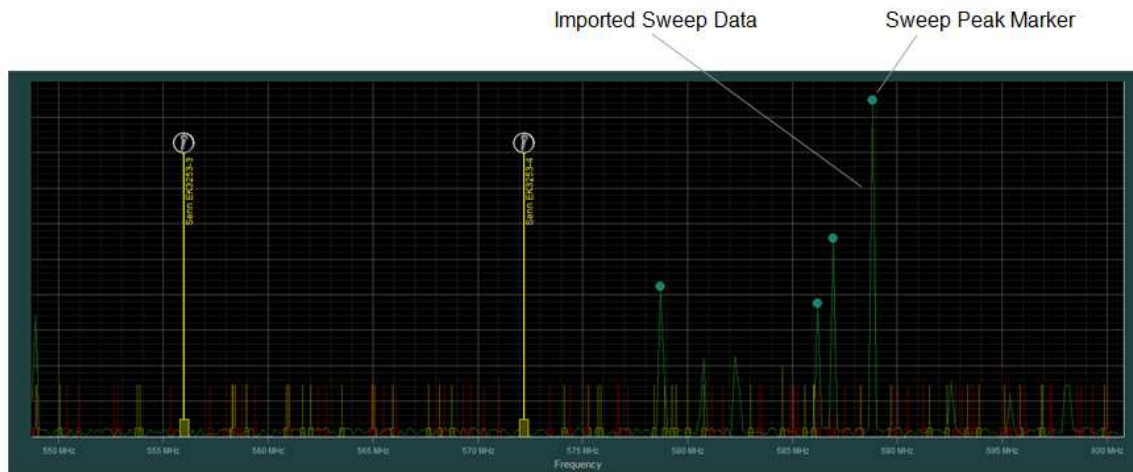 Imported Sweep Data
Sweep Peak Marker
Senn EK3253-3
Senn EK3253-4
550 MHz
555 MHz
560 MHz
565 MHz
570 MHz
575 MHz
580 MHz
585 MHz
590 MHz
595 MHz
600 MHz
Frequency